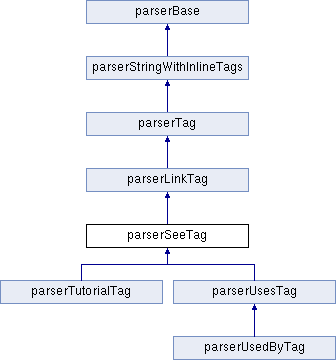 parserBase
parserStringWithInlineTags
parserTag
parserLinkTag
parserSeeTag
parserTutorialTag
parserUsesTag
parserUsedByTag